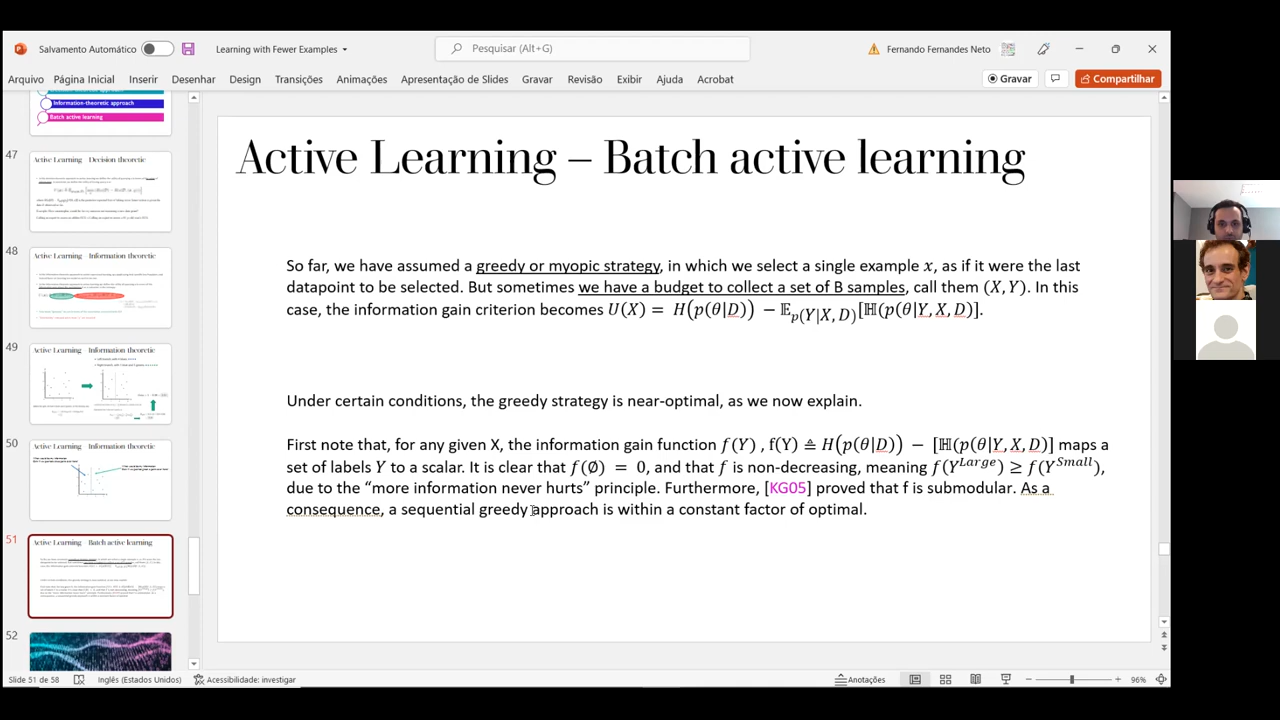 Salvamento Automático
Learning with Fewer Examples
Pesquisar (Alt+G)
Fernando Fernandes Neto
Arquivo Página Inicial Inserir Desenhar Design Transições Animações Apresentação de Slides Gravar Revisão Exibir Ajuda Acrobat
Gravar
Compartilhar
Information-theoretic approach
Batch active learning
47
Active Learning – Decision theoretic
48
Active Learning – Information theoretic
49
Active Learning – Information theoretic
50
Active Learning – Information theoretic
51
Active Learning – Batch active learning
52
Active Learning – Batch active learning
So far, we have assumed a greedy or myopic strategy, in which we select a single example x, as if it were the last
datapoint to be selected. But sometimes we have a budget to collect a set of B samples, call them (X, Y). In this
case, the information gain criterion becomes U(X) = H(p(θ|D)) − 𝔼p(Y|X, D)[ℍ(p(θ|Y, X, D)].
Under certain conditions, the greedy strategy is near-optimal, as we now explain.
First note that, for any given X, the information gain function f(Y) f(Y) ≙ H(p(θ|D)) − [ℍ(p(θ|Y, X, D)] maps a
set of labels Y to a scalar. It is clear that f(∅) = 0, and that f is non-decreasing, meaning f(Y^Large) ≥ f(Y^Small),
due to the “more information never hurts” principle. Furthermore, [KG05] proved that f is submodular. As a
consequence, a sequential greedy approach is within a constant factor of optimal.
Slide 51 de 58
Inglês (Estados Unidos)
Acessibilidade: investigar
Anotações
96%